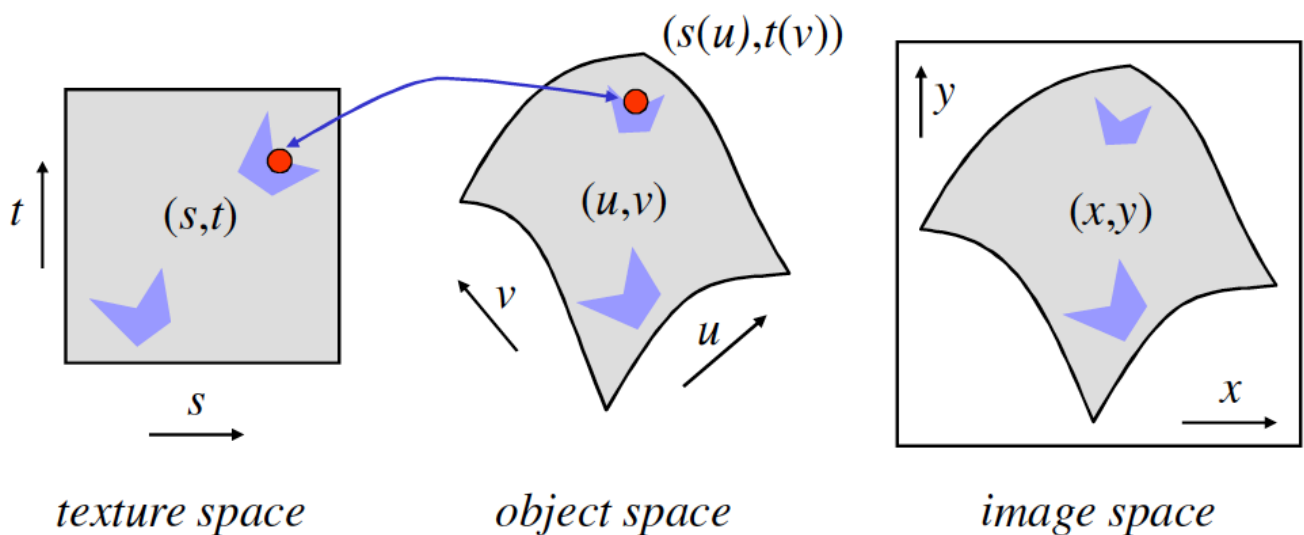 (s(u),t(v))
t
(s,t)
s
(u,v)
v
u
y
(x,y)
x
texture space
object space
image space